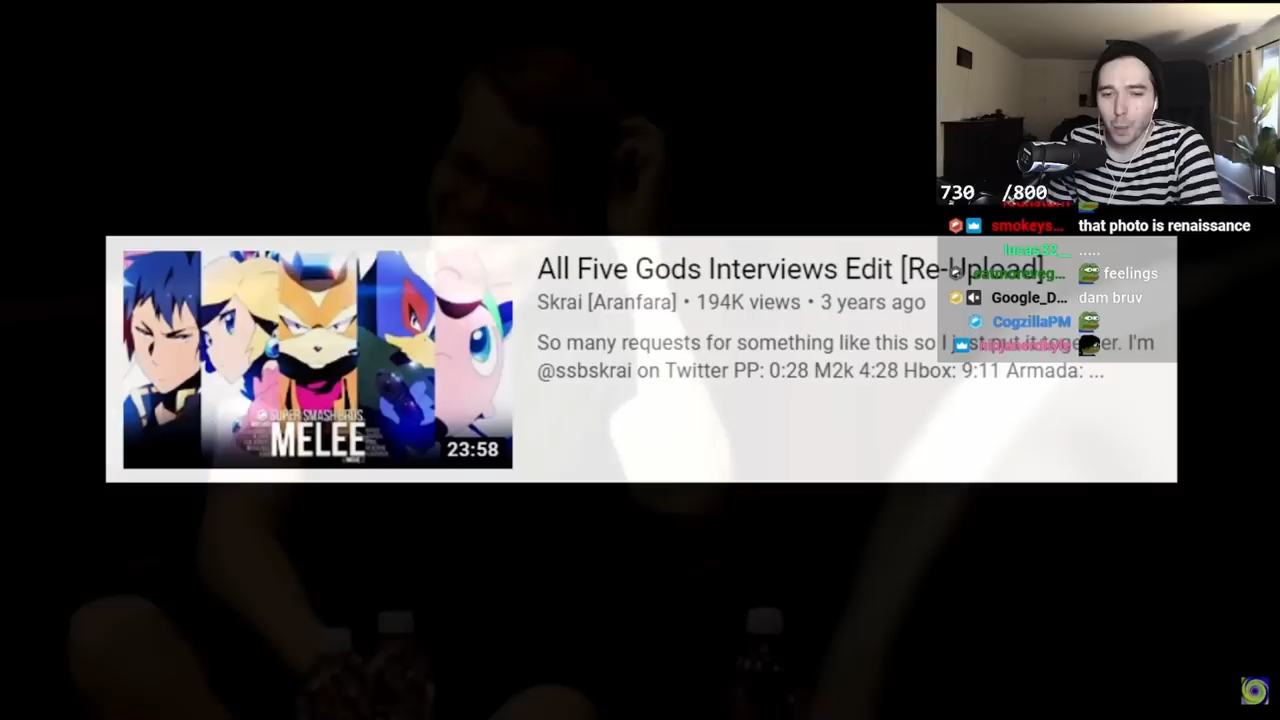 730 /800
smokeys… that photo is renaissance
lucas32_ .....
feelings
Google_D… dam bruv
CogzillaPM
All Five Gods Interviews Edit [Re-Upload]
Skrai [Aranfara] • 194K views • 3 years ago
So many requests for something like this so I just put it together. I'm
@ssbskrai on Twitter PP: 0:28 M2k 4:28 Hbox: 9:11 Armada: ...
SUPER SMASH BROS.
MELEE
23:58